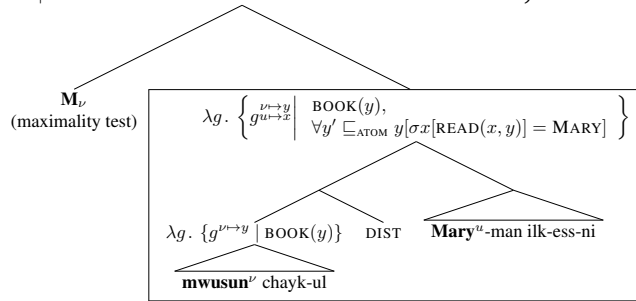 M_ν
(maximality test)
λg. { g^{ν↦y}_{u↦x} | BOOK(y),
∀y′ ⊑_ATOM y[σx[READ(x, y)] = MARY] }
λg. {g^{ν↦y} | BOOK(y)}
DIST
Mary^u-man ilk-ess-ni
mwusun^ν chayk-ul